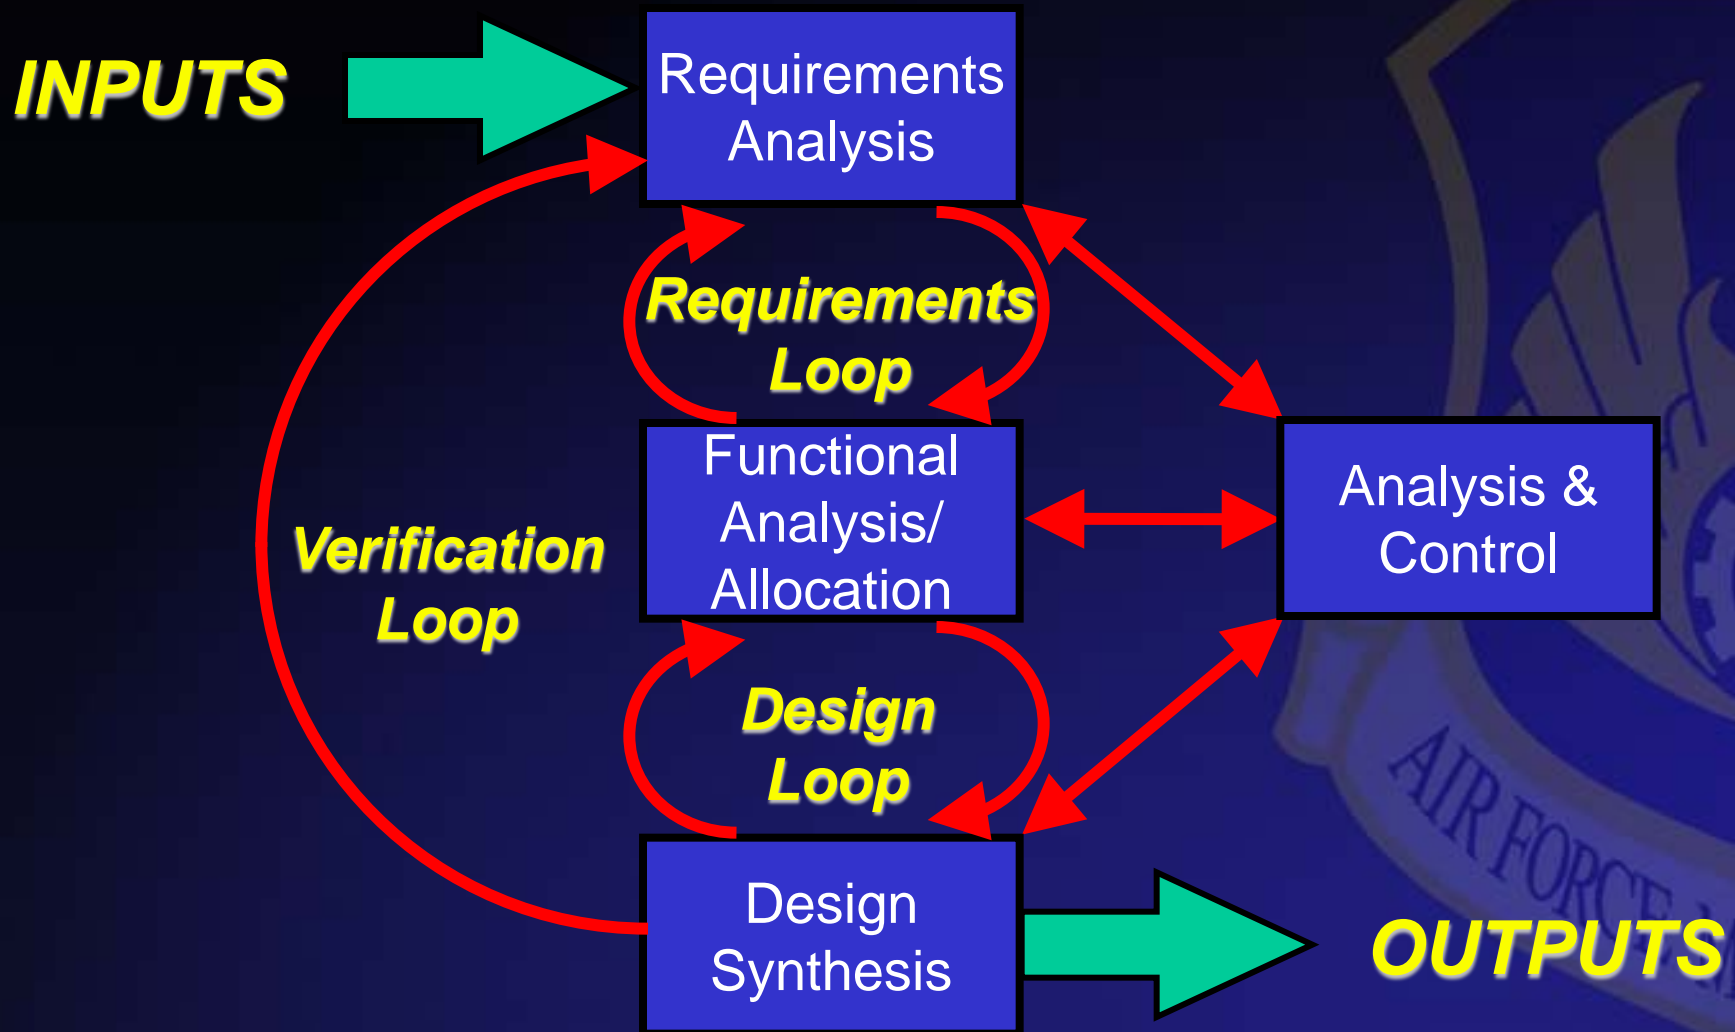 INPUTS
Requirements
Analysis
Requirements
Loop
Functional
Analysis/
Allocation
Analysis &
Control
Verification
Loop
Design
Loop
Design
Synthesis
OUTPUTS
AIR FORCE